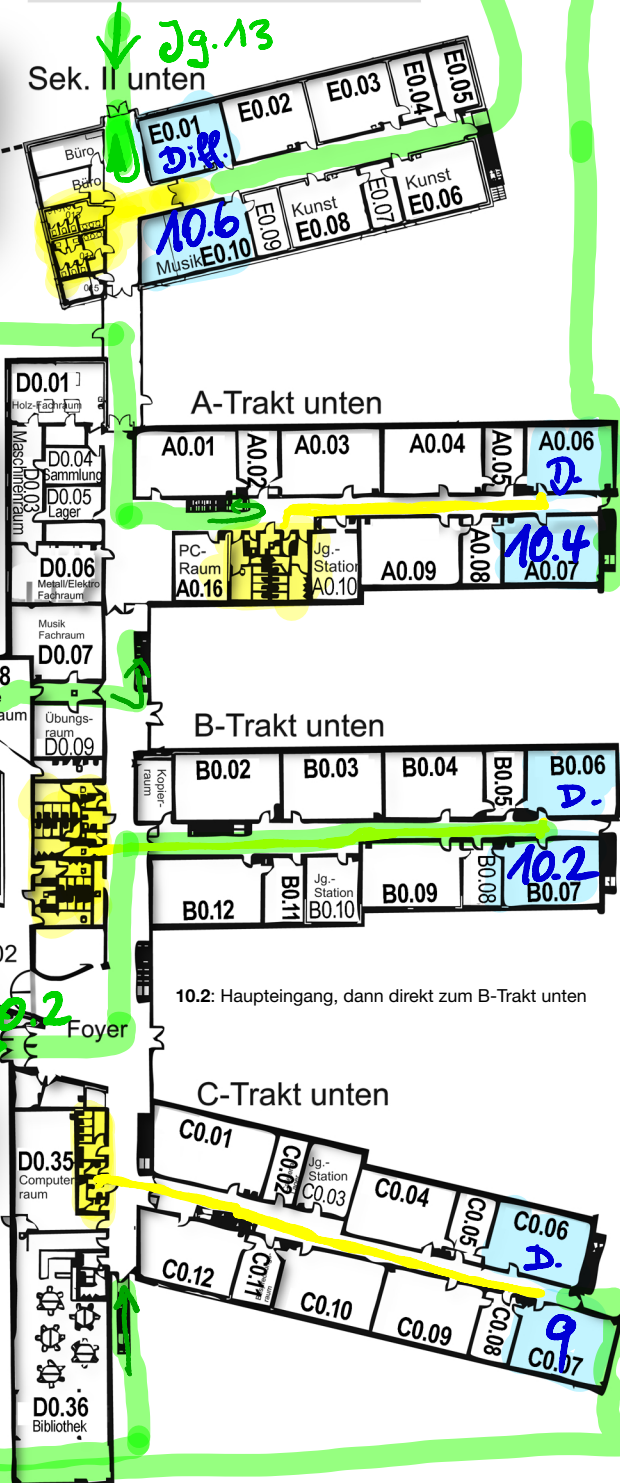 Jg.13
Sek. II unten
E0.01
Diff.
E0.02
E0.03
E0.04
E0.05
Büro
Büro
10.6
Musik E0.10
E0.09
Kunst
E0.08
E0.07
Kunst
E0.06
D0.01
Holz-Fachraum
Maschinenraum
D0.03
D0.04
Sammlung
D0.05
Lager
D0.06
Metall/Elektro
Fachraum
A-Trakt unten
A0.01
A0.02
A0.03
A0.04
A0.05
A0.06
D.
PC-
Raum
A0.16
Jg.-
Station
A0.10
A0.09
A0.08
10.4
A0.07
Musik
Fachraum
D0.07
8
aum
Übungs-
raum
D0.09
B-Trakt unten
Kopier-
raum
B0.02
B0.03
B0.04
B0.05
B0.06
D.
B0.12
B0.11
Jg.-
Station
B0.10
B0.09
B0.08
10.2
B0.07
02
10.2: Haupteingang, dann direkt zum B-Trakt unten
0.2
Foyer
C-Trakt unten
C0.01
C0.02
Jg.-
Station
C0.03
C0.04
C0.05
C0.06
D.
D0.35
Computer
raum
C0.12
C0.11
C0.10
C0.09
C0.08
9
C0.07
D0.36
Bibliothek